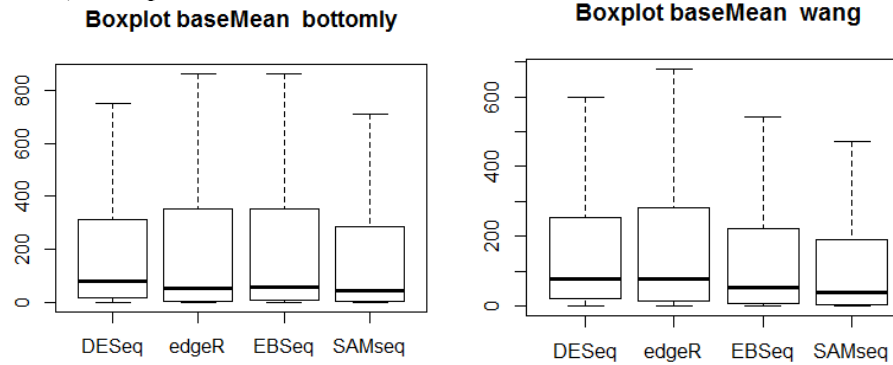 Boxplot baseMean bottomly
800
600
400
200
0
DESeq edgeR EBSeq SAMseq
Boxplot baseMean wang
600
400
200
0
DESeq edgeR EBSeq SAMseq